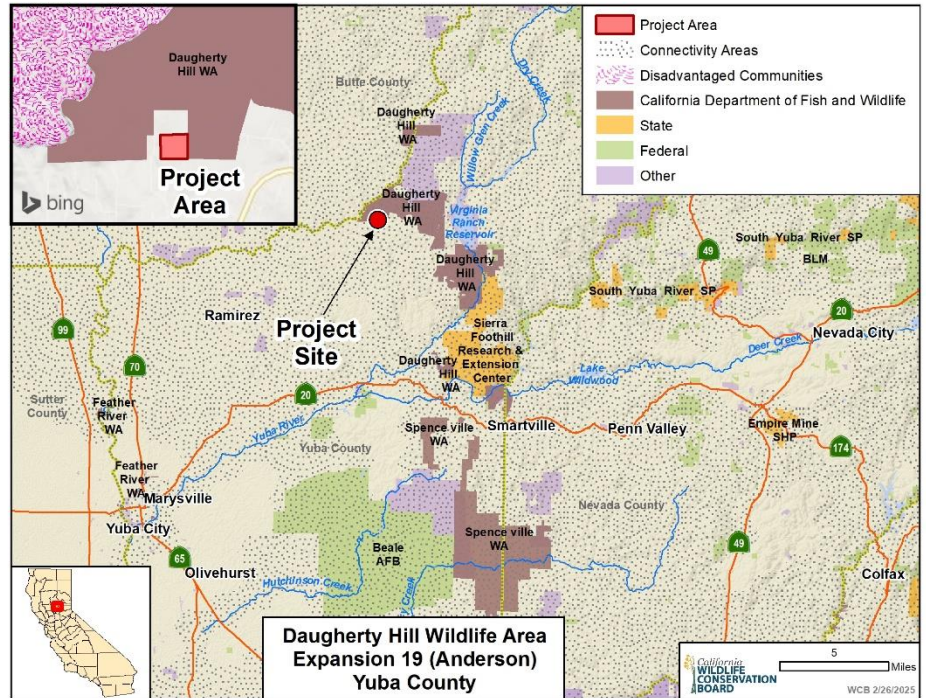 Daugherty
Hill WA
Project
Area
bing
Project Area
Connectivity Areas
Disadvantaged Communities
California Department of Fish and Wildlife
State
Federal
Other
Butte County
Dry Creek
Willow Glen Creek
Daugherty
Hill
WA
Daugherty
Hill
WA
Virginia
Ranch
Reservoir
Daugherty
Hill
WA
49
South Yuba River SP
BLM
South Yuba River SP
20
Nevada City
Ramirez
Project
Site
99
70
Sierra
Foothill
Research &
Extension
Center
Daugherty
Hill
WA
Deer Creek
Lake
Wildwood
Sutter
County
Feather
River
WA
20
Yuba River
Yuba County
Spence ville
WA
Smartville
Penn Valley
Empire Mine
SHP
174
Feather
River
WA
Marysville
Yuba City
Nevada County
Spence ville
WA
Beale
AFB
49
65
Olivehurst
Hutchinson Creek
Colfax
Daugherty Hill Wildlife Area
Expansion 19 (Anderson)
Yuba County
California
WILDLIFE
CONSERVATION
BOARD
5
Miles
WCB 2/26/2025